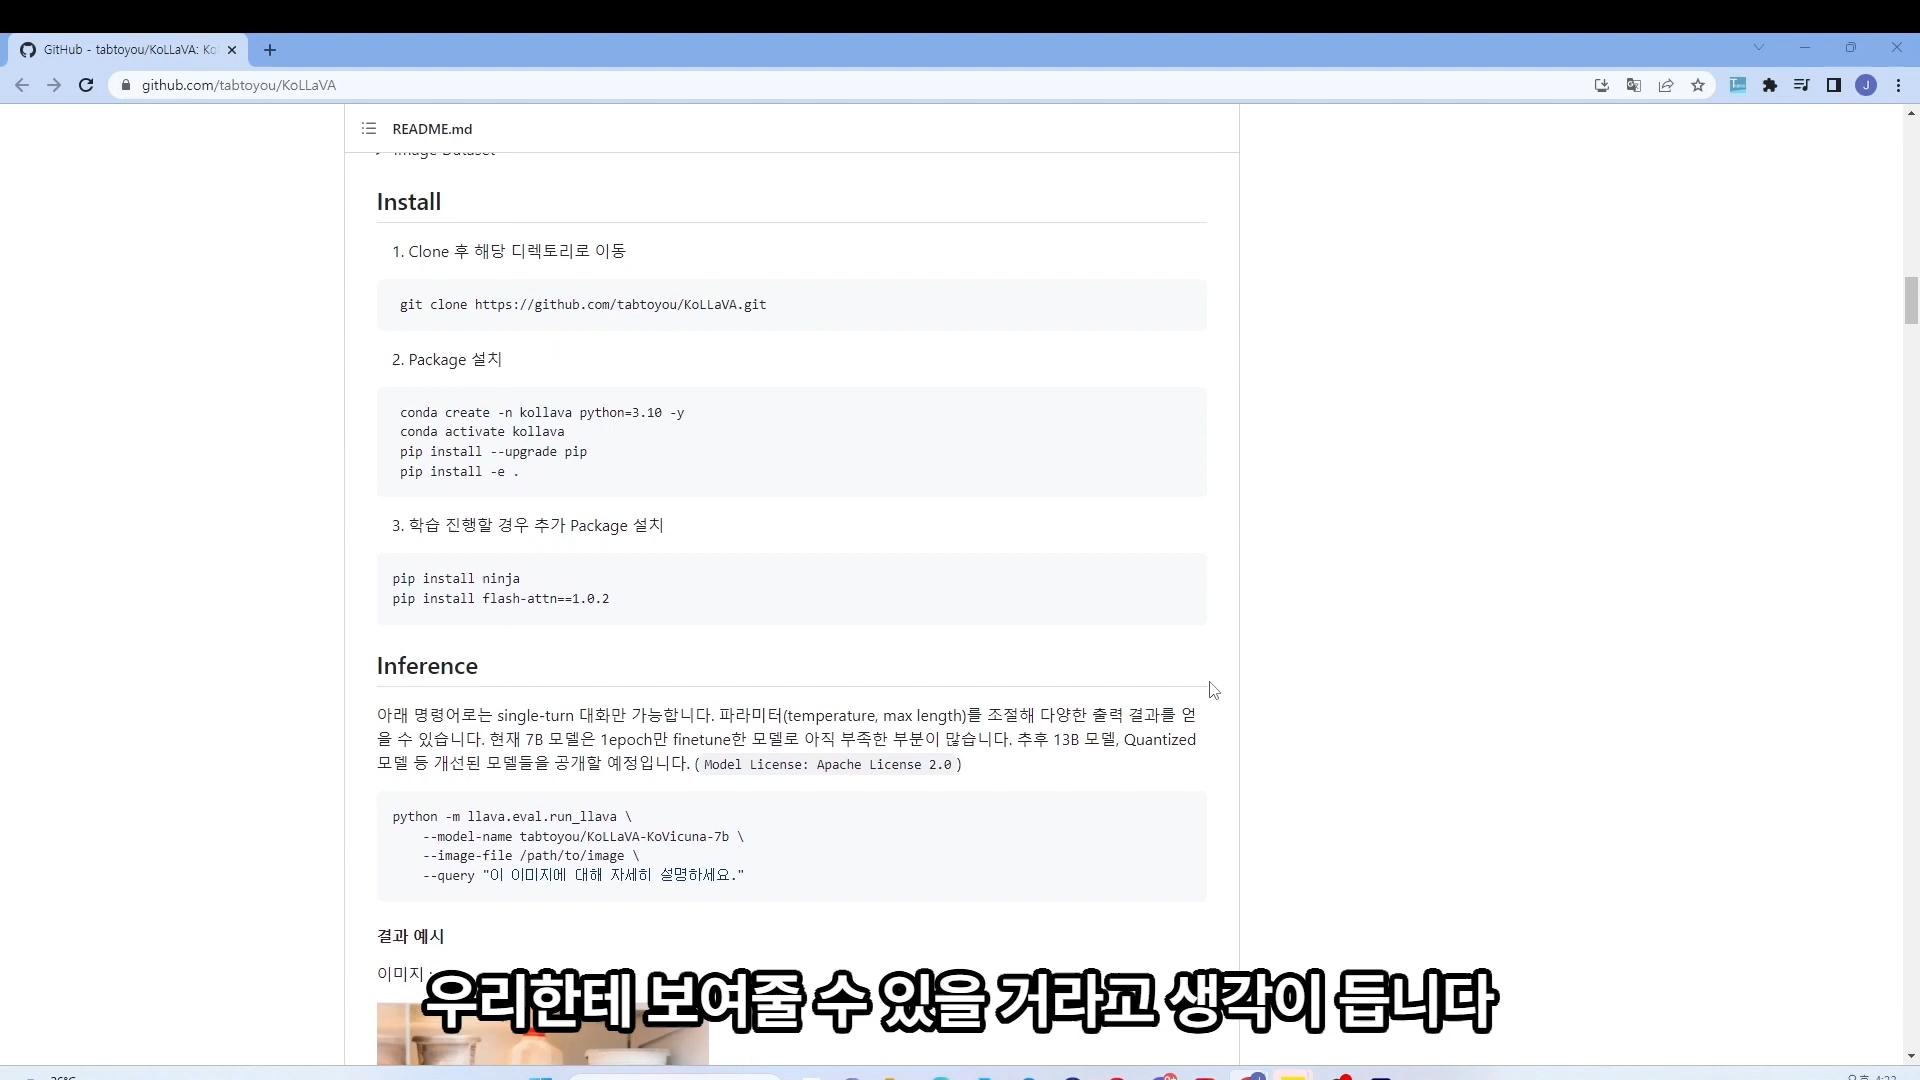 GitHub - tabtoyou/KoLLaVA: Ko
github.com/tabtoyou/KoLLaVA
README.md
Image Dataset
Install
1. Clone 후 해당 디렉토리로 이동
git clone https://github.com/tabtoyou/KoLLaVA.git
2. Package 설치
conda create -n kollava python=3.10 -y
conda activate kollava
pip install --upgrade pip
pip install -e .
3. 학습 진행할 경우 추가 Package 설치
pip install ninja
pip install flash-attn==1.0.2
Inference
아래 명령어로는 single-turn 대화만 가능합니다. 파라미터(temperature, max length)를 조절해 다양한 출력 결과를 얻
을 수 있습니다. 현재 7B 모델은 1epoch만 finetune한 모델로 아직 부족한 부분이 많습니다. 추후 13B 모델, Quantized
모델 등 개선된 모델들을 공개할 예정입니다. ( Model License: Apache License 2.0 )
python -m llava.eval.run_llava \
--model-name tabtoyou/KoLLaVA-KoVicuna-7b \
--image-file /path/to/image \
--query "이 이미지에 대해 자세히 설명하세요."
결과 예시
이미지 :
우리한테 보여줄 수 있을 거라고 생각이 듭니다